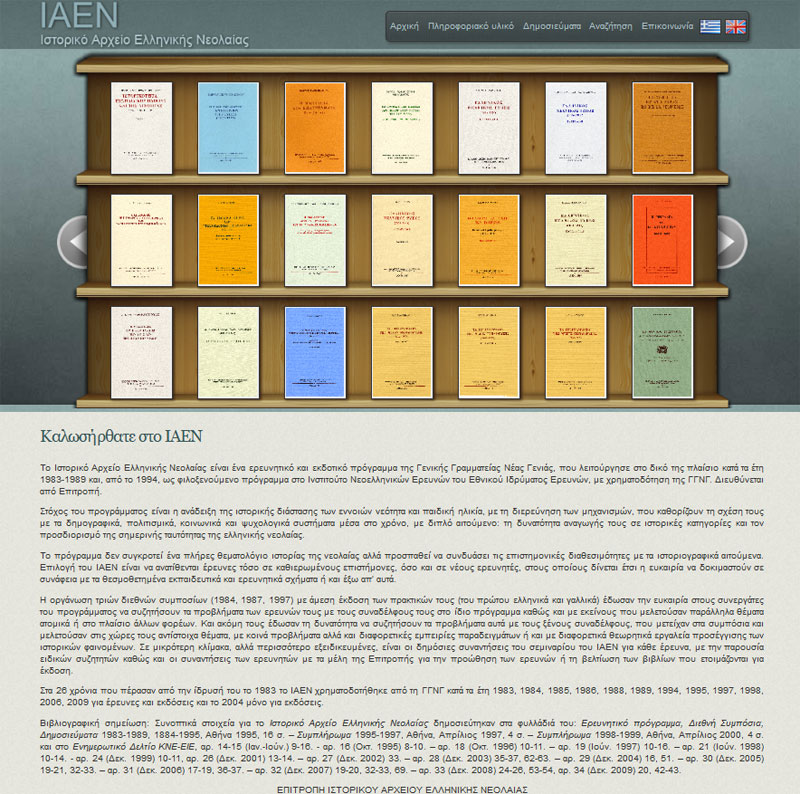 ΙΑΕΝ
Ιστορικό Αρχείο Ελληνικής Νεολαίας
Αρχική Πληροφοριακό υλικό Δημοσιεύματα Αναζήτηση Επικοινωνία
Καλωσήρθατε στο ΙΑΕΝ
Το Ιστορικό Αρχείο Ελληνικής Νεολαίας είναι ένα ερευνητικό και εκδοτικό πρόγραμμα της Γενικής Γραμματείας Νέας Γενιάς, που λειτούργησε στο δικό της πλαίσιο κατά τα έτη
1983-1989 και, από το 1994, ως φιλοξενούμενο πρόγραμμα στο Ινστιτούτο Νεοελληνικών Ερευνών του Εθνικού Ιδρύματος Ερευνών, με χρηματοδότηση της ΓΓΝΓ. Διευθύνεται
από Επιτροπή.
Στόχος του προγράμματος είναι η ανάδειξη της ιστορικής διάστασης των εννοιών νεότητα και παιδική ηλικία, με τη διερεύνηση των μηχανισμών, που καθορίζουν τη σχέση τους
με τα δημογραφικά, πολιτισμικά, κοινωνικά και ψυχολογικά συστήματα μέσα στο χρόνο, με διπλό αιτούμενο: τη δυνατότητα αναγωγής τους σε ιστορικές κατηγορίες και τον
προσδιορισμό της σημερινής ταυτότητας της ελληνικής νεολαίας.
Το πρόγραμμα δεν συγκροτεί ένα πλήρες θεματολόγιο ιστορίας της νεολαίας αλλά προσπαθεί να συνδυάσει τις επιστημονικές διαθεσιμότητες με τα ιστοριογραφικά αιτούμενα.
Επιλογή του ΙΑΕΝ είναι να ανατίθενται έρευνες τόσο σε καθιερωμένους επιστήμονες, όσο και σε νέους ερευνητές, στους οποίους δίνεται έτσι η ευκαιρία να δοκιμαστούν σε
συνάφεια με τα θεσμοθετημένα εκπαιδευτικά και ερευνητικά σχήματα ή και έξω απ' αυτά.
Η οργάνωση τριών διεθνών συμποσίων (1984, 1987, 1997) με άμεση έκδοση των πρακτικών τους (του πρώτου ελληνικά και γαλλικά) έδωσαν την ευκαιρία στους συνεργάτες
του προγράμματος να συζητήσουν τα προβλήματα των ερευνών τους με τους συναδέλφους τους στο ίδιο πρόγραμμα καθώς και με εκείνους που μελετούσαν παράλληλα θέματα
ατομικά ή στο πλαίσιο άλλων φορέων. Και ακόμη τους έδωσαν τη δυνατότητα να συζητήσουν τα προβλήματα αυτά με τους ξένους συναδέλφους, που μετείχαν στα συμπόσια και
μελετούσαν στις χώρες τους αντίστοιχα θέματα, με κοινά προβλήματα αλλά και διαφορετικές εμπειρίες παραδειγμάτων ή και με διαφορετικά θεωρητικά εργαλεία προσέγγισης των
ιστορικών φαινομένων. Σε μικρότερη κλίμακα, αλλά περισσότερο εξειδικευμένες, είναι οι δημόσιες συναντήσεις του σεμιναρίου του ΙΑΕΝ για κάθε έρευνα, με την παρουσία
ειδικών συζητητών καθώς και οι συναντήσεις των ερευνητών με τα μέλη της Επιτροπής για την προώθηση των ερευνών ή τη βελτίωση των βιβλίων που ετοιμάζονται για
έκδοση.
Στα 26 χρόνια που πέρασαν από την ίδρυσή του το 1983 το ΙΑΕΝ χρηματοδοτήθηκε από τη ΓΓΝΓ κατά τα έτη 1983, 1984, 1985, 1986, 1988, 1989, 1994, 1995, 1997, 1998,
2006, 2009 για έρευνες και εκδόσεις και το 2004 μόνο για εκδόσεις.
Βιβλιογραφική σημείωση: Συνοπτικά στοιχεία για το Ιστορικό Αρχείο Ελληνικής Νεολαίας δημοσιεύτηκαν στα φυλλάδιά του: Ερευνητικό πρόγραμμα, Διεθνή Συμπόσια,
Δημοσιεύματα 1983-1989, 1884-1995, Αθήνα 1995, 16 σ. – Συμπλήρωμα 1995-1997, Αθήνα, Απρίλιος 1997, 4 σ. – Συμπλήρωμα 1998-1999, Αθήνα, Απρίλιος 2000, 4 σ.
και στο Ενημερωτικό Δελτίο ΚΝΕ-ΕΙΕ, αρ. 14-15 (Ιαν.-Ιούν.) 9-16. - αρ. 16 (Οκτ. 1995) 8-10. – αρ. 18 (Οκτ. 1996) 10-11. – αρ. 19 (Ιούν. 1997) 10-16. – αρ. 21 (Ιούν. 1998)
10-14. - αρ. 24 (Δεκ. 1999) 10-11, αρ. 26 (Δεκ. 2001) 13-14. – αρ. 27 (Δεκ. 2002) 33. – αρ. 28 (Δεκ. 2003) 35-37, 62-63. – αρ. 29 (Δεκ. 2004) 16, 51. – αρ. 30 (Δεκ. 2005)
19-21, 32-33. – αρ. 31 (Δεκ. 2006) 17-19, 36-37. – αρ. 32 (Δεκ. 2007) 19-20, 32-33, 69. – αρ. 33 (Δεκ. 2008) 24-26, 53-54, αρ. 34 (Δεκ. 2009) 20, 42-43.
ΕΠΙΤΡΟΠΗ ΙΣΤΟΡΙΚΟΥ ΑΡΧΕΙΟΥ ΕΛΛΗΝΙΚΗΣ ΝΕΟΛΑΙΑΣ